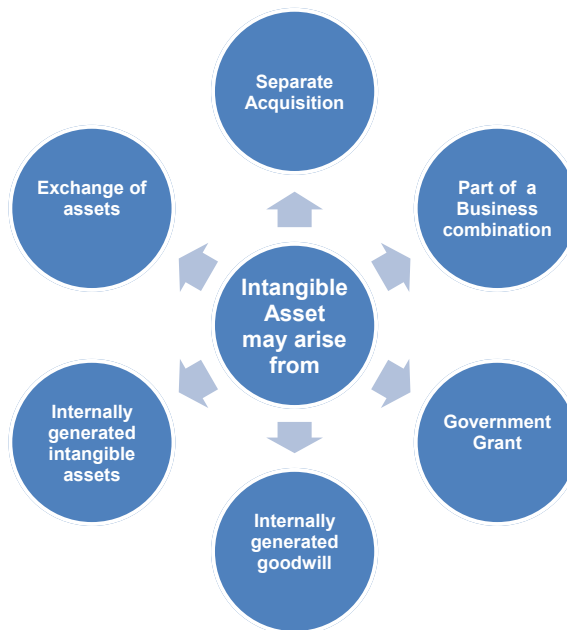 Separate
Acquisition
Part of a
Business
combination
Government
Grant
Internally
generated
goodwill
Internally
generated
intangible
assets
Exchange of
assets
Intangible
Asset
may arise
from